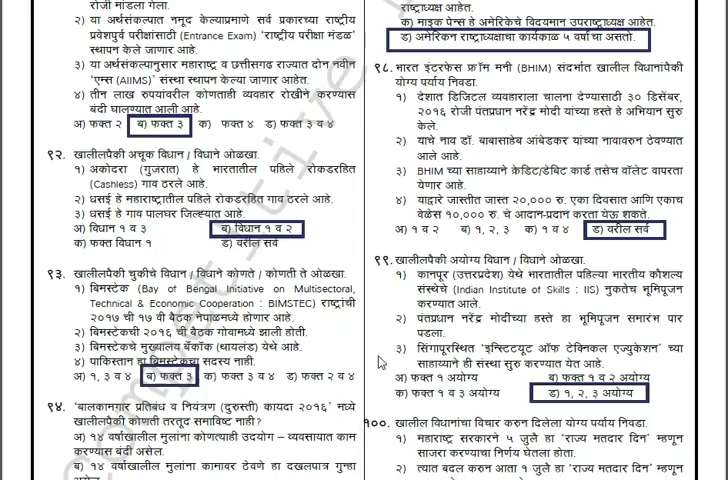 रोजी मांडला गेला.
२) या अर्थसंकल्पात नमूद केल्याप्रमाणे सर्व प्रकारच्या राष्ट्रीय
प्रवेशपुर्व परीक्षांसाठी (Entrance Exam) 'राष्ट्रीय परीक्षा मंडळ'
स्थापन केले जाणार आहे.
३) या अर्थसंकल्पानुसार महाराष्ट्र व छत्तीसगढ राज्यात दोन नवीन
'एम्स (AIIMS) संस्था स्थापन केल्या जाणार आहेत.
४) तीन लाख रुपयांवरील कोणताही व्यवहार रोखीने करण्यास
बंदी घाळण्यात आली आहे.
अ) फक्त २ ब) फक्त ३ क) फक्त ४ ड) फक्त ३ व ४
९२. खालीलपैकी अचूक विधान / विधाने ओळखा.
१) अकोदरा (गुजरात) हे भारतातील पहिले रोकडरहित
(Cashless) गाव ठरले आहे.
२) धसई हे महाराष्ट्रातील पहिले रोकडरहित गाव ठरले आहे.
३) धसई हे गाव पालघर जिल्ह्यात आहे.
अ) विधान १ व ३ ब) विधान १ व २
क) फक्त विधान १ ड) वरील सर्व
९३. खालीलपैकी चुकीचे विधान / विधाने कोणते / कोणती ते ओळखा.
१) बिमस्टेक (Bay of Bengal Initiative on Multisectoral,
Technical & Economic Cooperation : BIMSTEC) राष्ट्रांची
२०१७ ची १७ वी बैठक नेपाळमध्ये होणार आहे.
२) बिमस्टेकची २०१६ ची बैठक गोवामध्ये झाली होती.
३) बिमस्टेकचे मुख्यालय बँकॉक (थायलंड) येथे आहे.
४) पाकिस्तान हा बिमस्टेकचा सदस्य नाही.
अ) १, ३ व ४ ब) फक्त ३ क) फक्त ३ व ४ ड) फक्त २ व ४
९४. 'बालकामगार प्रतिबंध व नियंत्रण (दुरुस्ती) कायदा २०१६' मध्ये
खालीलपैकी कोणती तरतूद समाविष्ट नाही?
अ) १४ वर्षाखालील मुलांना कोणत्याही उदयोग – व्यवसायात काम
करण्यास बंदी असेल.
ब) १४ वर्षाखालील मुलांना कामावर ठेवणे हा दखलपात्र गुन्हा
असेल
राष्ट्राध्यक्ष आहेत.
क) माइक पेन्स हे अमेरिकेचे विदयमान उपराष्ट्राध्यक्ष आहेत.
ड) अमेरिकन राष्ट्राध्यक्षाचा कार्यकाळ ५ वर्षाचा असतो.
९८. भारत इंटरफेस फ्रॉम मनी (BHIM) संदर्भात खालील विधानांपैकी
योग्य पर्याय निवडा.
१) देशात डिजिटल व्यवहाराला चालना देण्यासाठी ३० डिसेंबर,
२०१६ रोजी पंतप्रधान नरेंद्र मोदी यांच्या हस्ते हे अभियान सुरु
केले.
२) याचे नाव डॉ. बाबासाहेब आंबेडकर यांच्या नावावरुन ठेवण्यात
आले आहे.
३) BHIM च्या साहाय्याने क्रेडिट/डेबिट कार्ड तसेच वॉलेट वापरता
येणार आहे.
४) याद्वारे जास्तीत जास्त २०,००० रु. एका दिवसात आणि एकाच
वेळेस १०,००० रु. चे आदान-प्रदान करता येऊ शकते.
अ) १ व २ ब) १, २, ३ क) १ व ४ ड) वरील सर्व
९९. खालीलपैकी अयोग्य विधान / विधाने ओळखा.
१) कानपूर (उत्तरप्रदेश) येथे भारतातील पहिल्या भारतीय कौशल्य
संस्थेचे (Indian Institute of Skills : IIS) नुकतेच भूमिपूजन
करण्यात आले.
२) पंतप्रधान नरेंद्र मोदींच्या हस्ते हा भूमिपूजन समारंभ पार
पडला.
३) सिंगापूरस्थित 'इन्स्टिटयूट ऑफ टेक्निकल एज्युकेशन' च्या
साहाय्याने ही संस्था सुरु करण्यात येत आहे.
अ) फक्त १ अयोग्य ब) फक्त १ व २ अयोग्य
क) फक्त १ व ३ अयोग्य ड) १, २, ३ अयोग्य
१००. खालील विधानांचा विचार करुन दिलेला योग्य पर्याय निवडा.
१) महाराष्ट्र सरकारने ५ जुलै हा 'राज्य मतदार दिन' म्हणून
साजरा करण्याचा निर्णय घेतला होता.
२) त्यात बदल करुन आता १ जुलै हा 'राज्य मतदार दिन' म्हणून